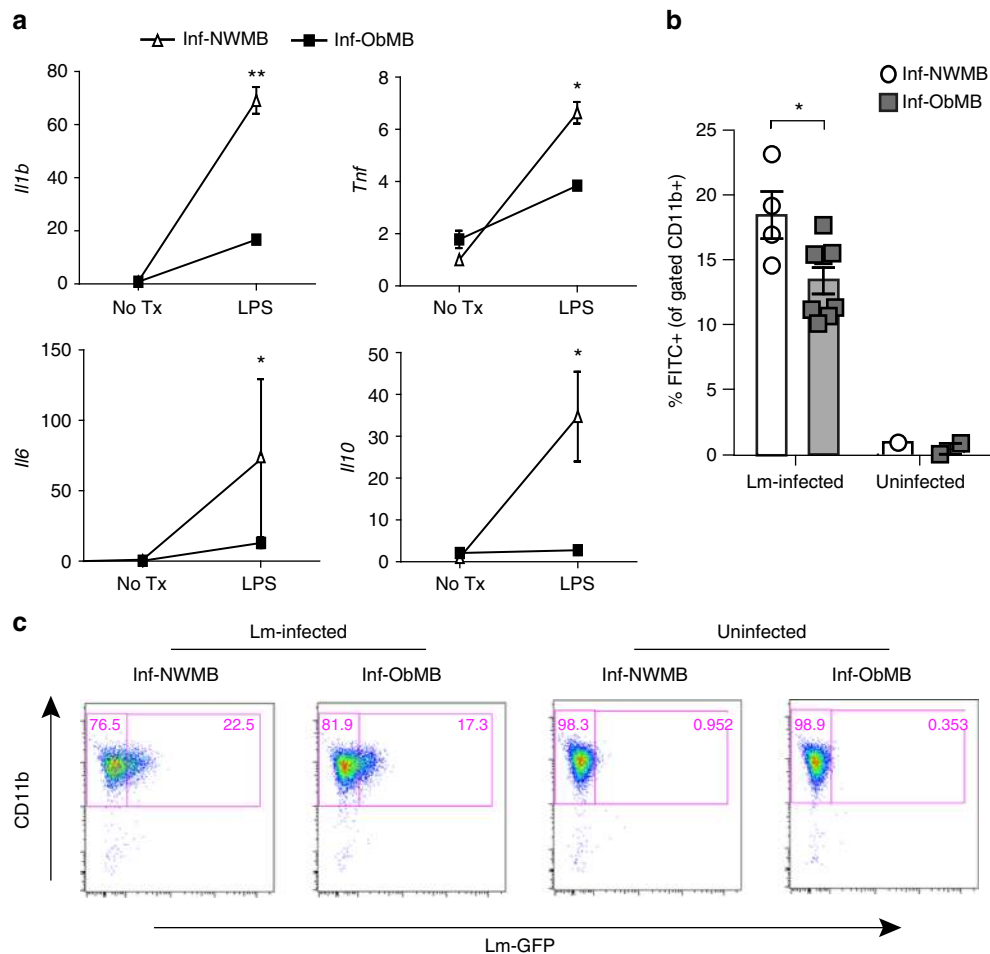 a
Inf-NWMB Inf-ObMB
Il1b
80
60
40
20
0
**
No Tx LPS
Tnf
8
6
4
2
0
*
No Tx LPS
Il6
150
100
50
0
*
No Tx LPS
Il10
50
40
30
20
10
0
*
No Tx LPS
b
Inf-NWMB
Inf-ObMB
% FITC+ (of gated CD11b+)
25
20
15
10
5
0
*
Lm-infected Uninfected
c
Lm-infected Uninfected
Inf-NWMB Inf-ObMB Inf-NWMB Inf-ObMB
76.5 22.5 81.9 17.3 98.3 0.952 98.9 0.353
CD11b
Lm-GFP